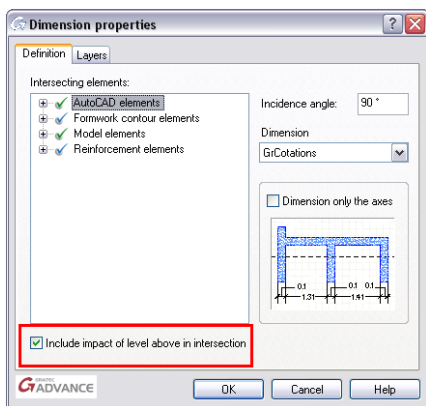 Dimension properties
Definition Layers
Intersecting elements:
AutoCAD elements
Formwork contour elements
Model elements
Reinforcement elements
Incidence angle: 90 °
Dimension
GrCotations
Dimension only the axes
0.1 0.1 0.1
1.31 1.41
Include impact of level above in intersection
GRAITEC
ADVANCE
OK Cancel Help